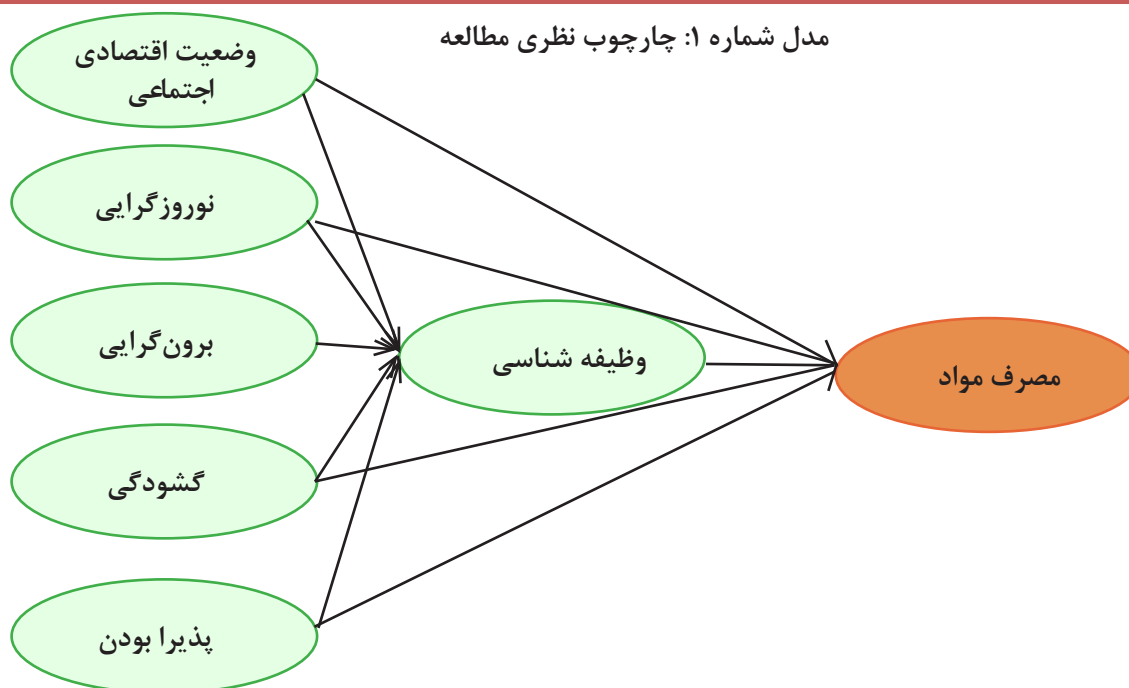 مدل شماره ۱: چارچوب نظری مطالعه
وضعیت اقتصادی
اجتماعی
نوروزگرایی
برون‌گرایی
وظیفه شناسی
مصرف مواد
گشودگی
پذیرا بودن